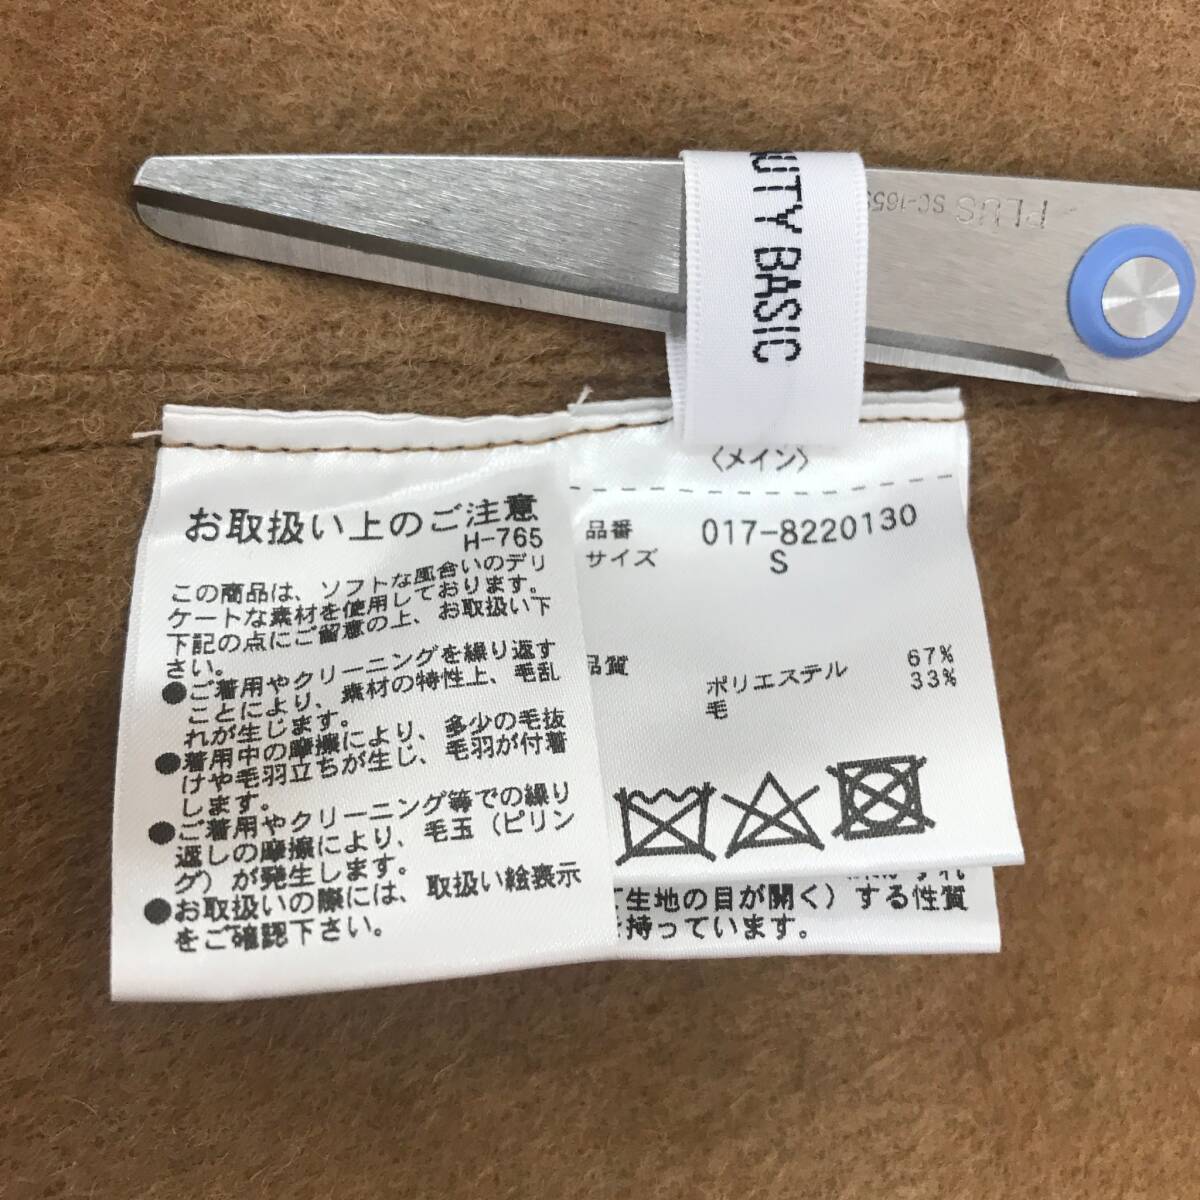 UTY BASIC
PLUS SC-165S
お取扱い上のご注意
H-765
この商品は、ソフトな風合いのデリ
ケートな素材を使用しております。
下記の点にご留意の上、お取扱い下
さい。
●ご着用やクリーニングを繰り返す
ことにより、素材の特性上、毛乱
れが生じます。
●着用中の摩擦により、多少の毛抜
けや毛羽立ちが生じ、毛羽が付着
します。
●ご着用やクリーニング等での繰り
返しの摩擦により、毛玉（ピリン
グ）が発生します。
●お取扱いの際には、取扱い絵表示
をご確認下さい。
〈メイン〉
品番 017-8220130
サイズ S
品質
ポリエステル 67%
毛 33%
て生地の目が開く）する性質
を持っています。